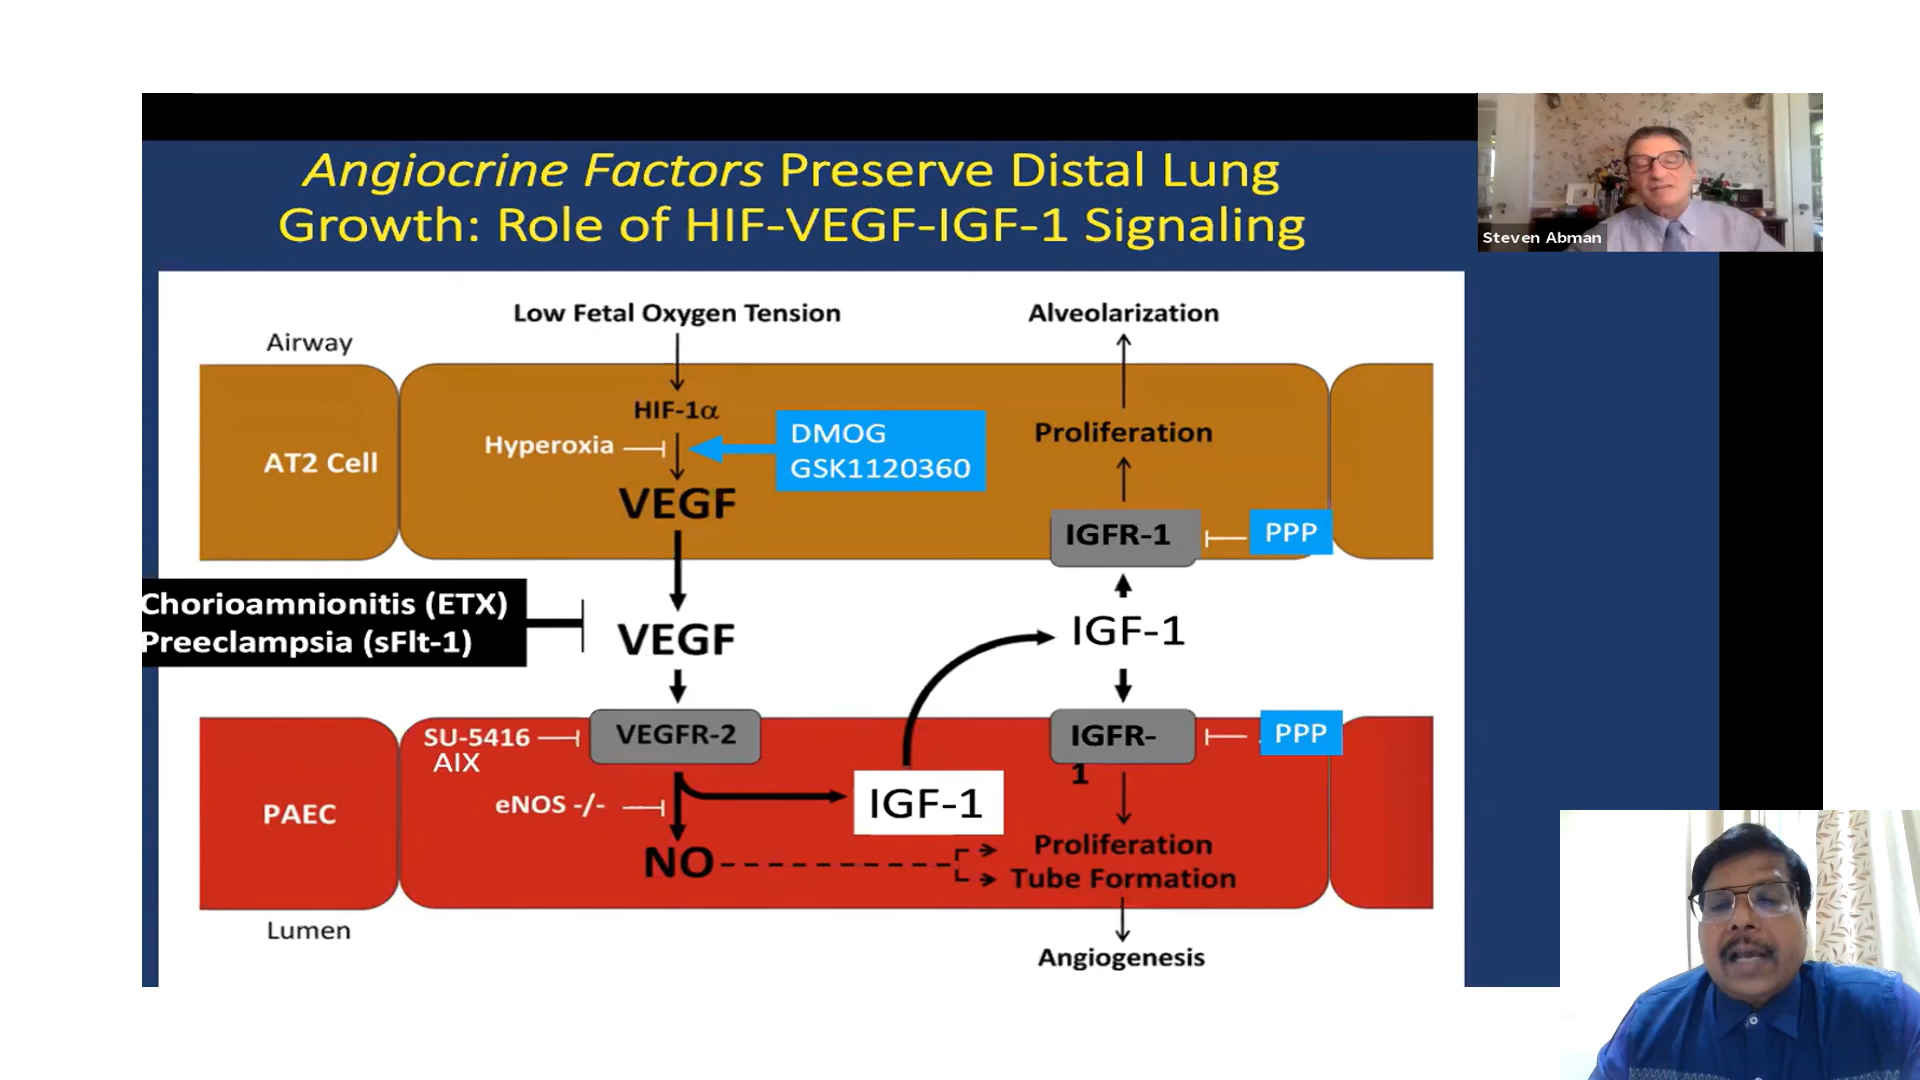 Angiocrine Factors Preserve Distal Lung
Growth: Role of HIF-VEGF-IGF-1 Signaling
Steven Abman
Low Fetal Oxygen Tension
Alveolarization
Airway
HIF-1α
Hyperoxia
DMOG
GSK1120360
Proliferation
AT2 Cell
VEGF
IGFR-1
PPP
Chorioamnionitis (ETX)
Preeclampsia (sFlt-1)
VEGF
IGF-1
SU-5416
AIX
VEGFR-2
IGFR-
1
PPP
eNOS -/-
IGF-1
PAEC
NO
Proliferation
Tube Formation
Lumen
Angiogenesis